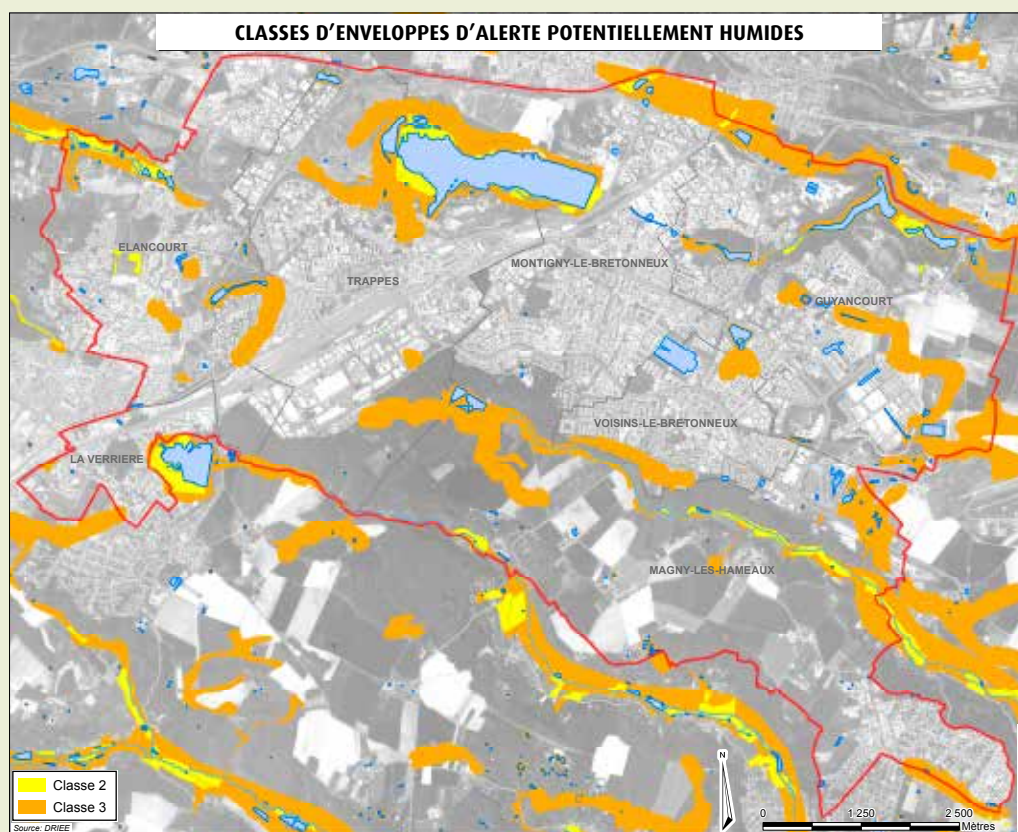 CLASSES D'ENVELOPPES D'ALERTE POTENTIELLEMENT HUMIDES
ELANCOURT
TRAPPES
MONTIGNY-LE-BRETONNEUX
GUYANCOURT
VOISINS-LE-BRETONNEUX
LA VERRIERE
MAGNY-LES-HAMEAUX
N
Classe 2
Classe 3
0 1 250 2 500
Mètres
Source: DRIEE